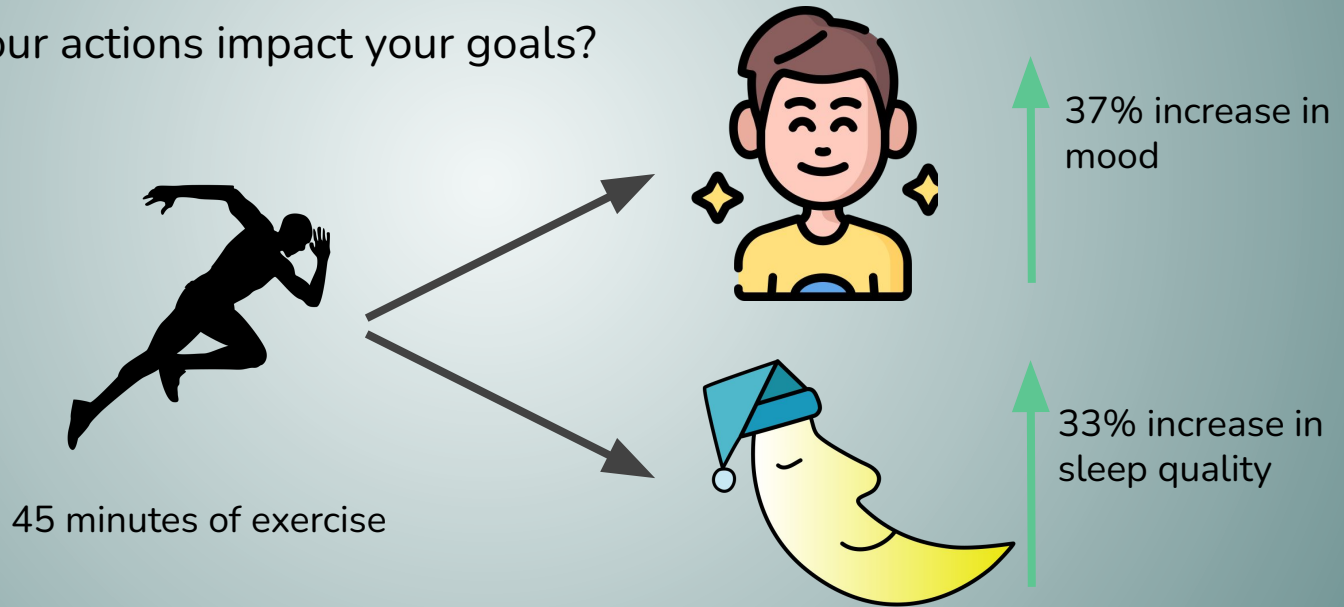 our actions impact your goals?
37% increase in
mood
33% increase in
sleep quality
45 minutes of exercise